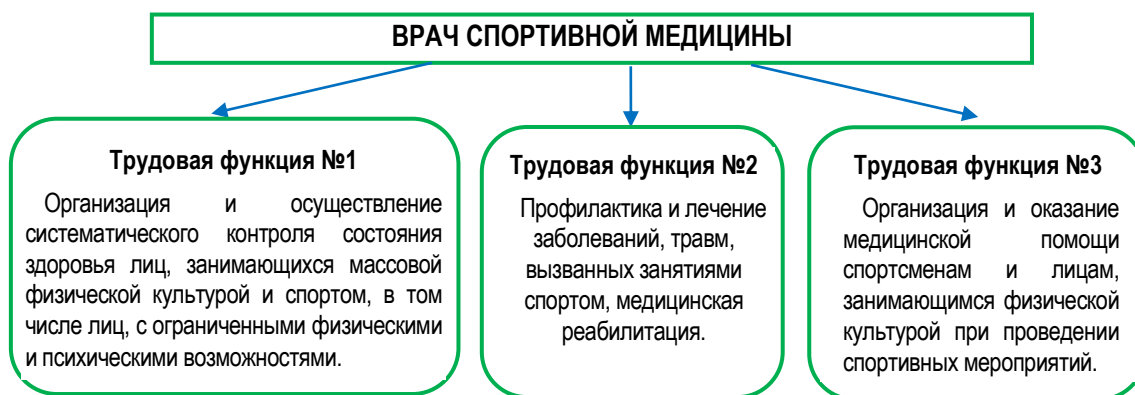 ВРАЧ СПОРТИВНОЙ МЕДИЦИНЫ
Трудовая функция №1
Организация и осуществление
систематического контроля состояния
здоровья лиц, занимающихся массовой
физической культурой и спортом, в том
числе лиц, с ограниченными физическими
и психическими возможностями.
Трудовая функция №2
Профилактика и лечение
заболеваний, травм,
вызванных занятиями
спортом, медицинская
реабилитация.
Трудовая функция №3
Организация и оказание
медицинской помощи
спортсменам и лицам,
занимающимся физической
культурой при проведении
спортивных мероприятий.